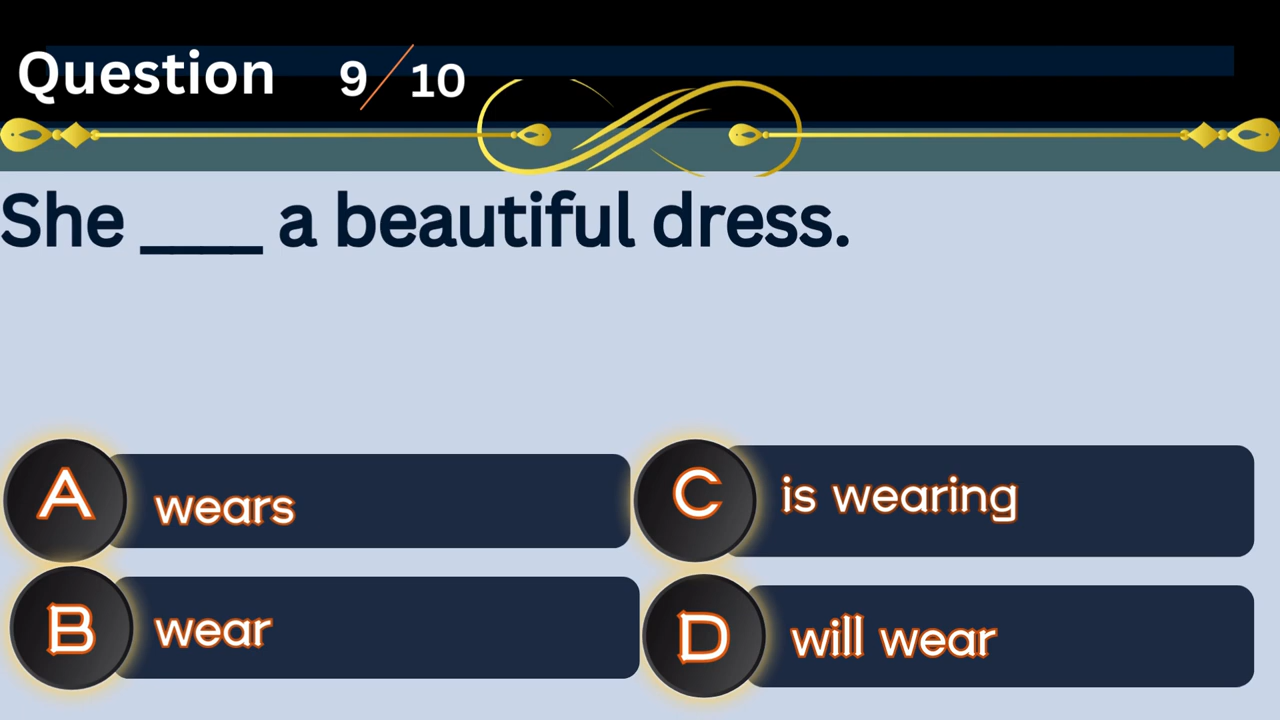 Question 9/10
She ____ a beautiful dress.
A wears
B wear
C is wearing
D will wear